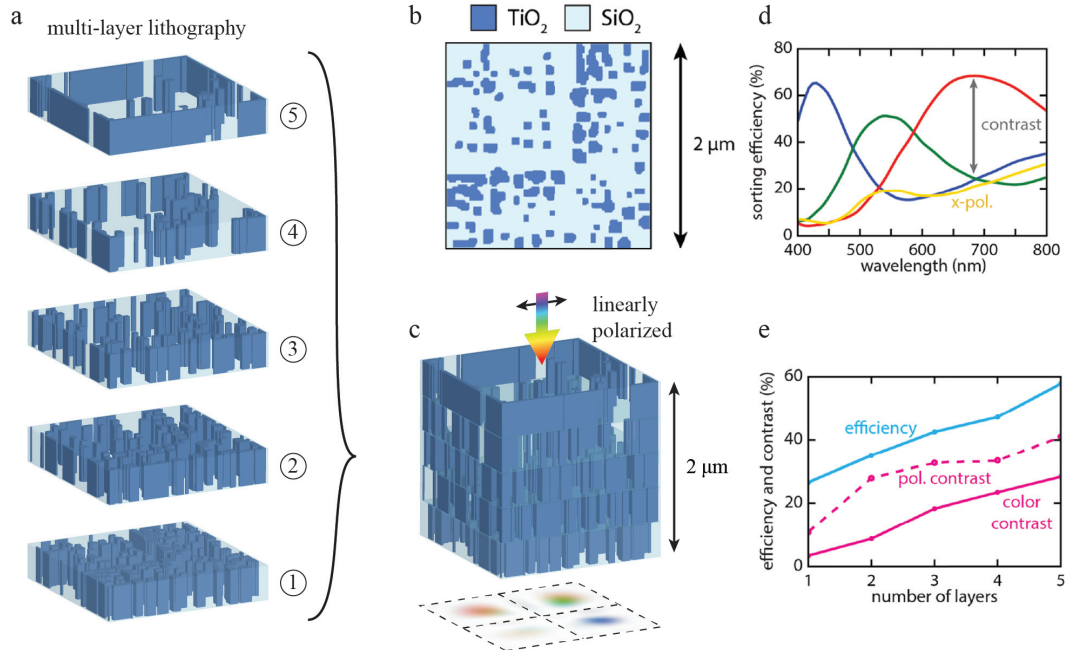 a
multi-layer lithography
⑤
④
③
②
①
b
TiO₂
SiO₂
2 μm
c
linearly
polarized
2 μm
d
sorting efficiency (%)
80
60
40
20
0
contrast
x-pol.
400
500
600
700
800
wavelength (nm)
e
efficiency and contrast (%)
60
40
20
0
efficiency
pol. contrast
color
contrast
1
2
3
4
5
number of layers